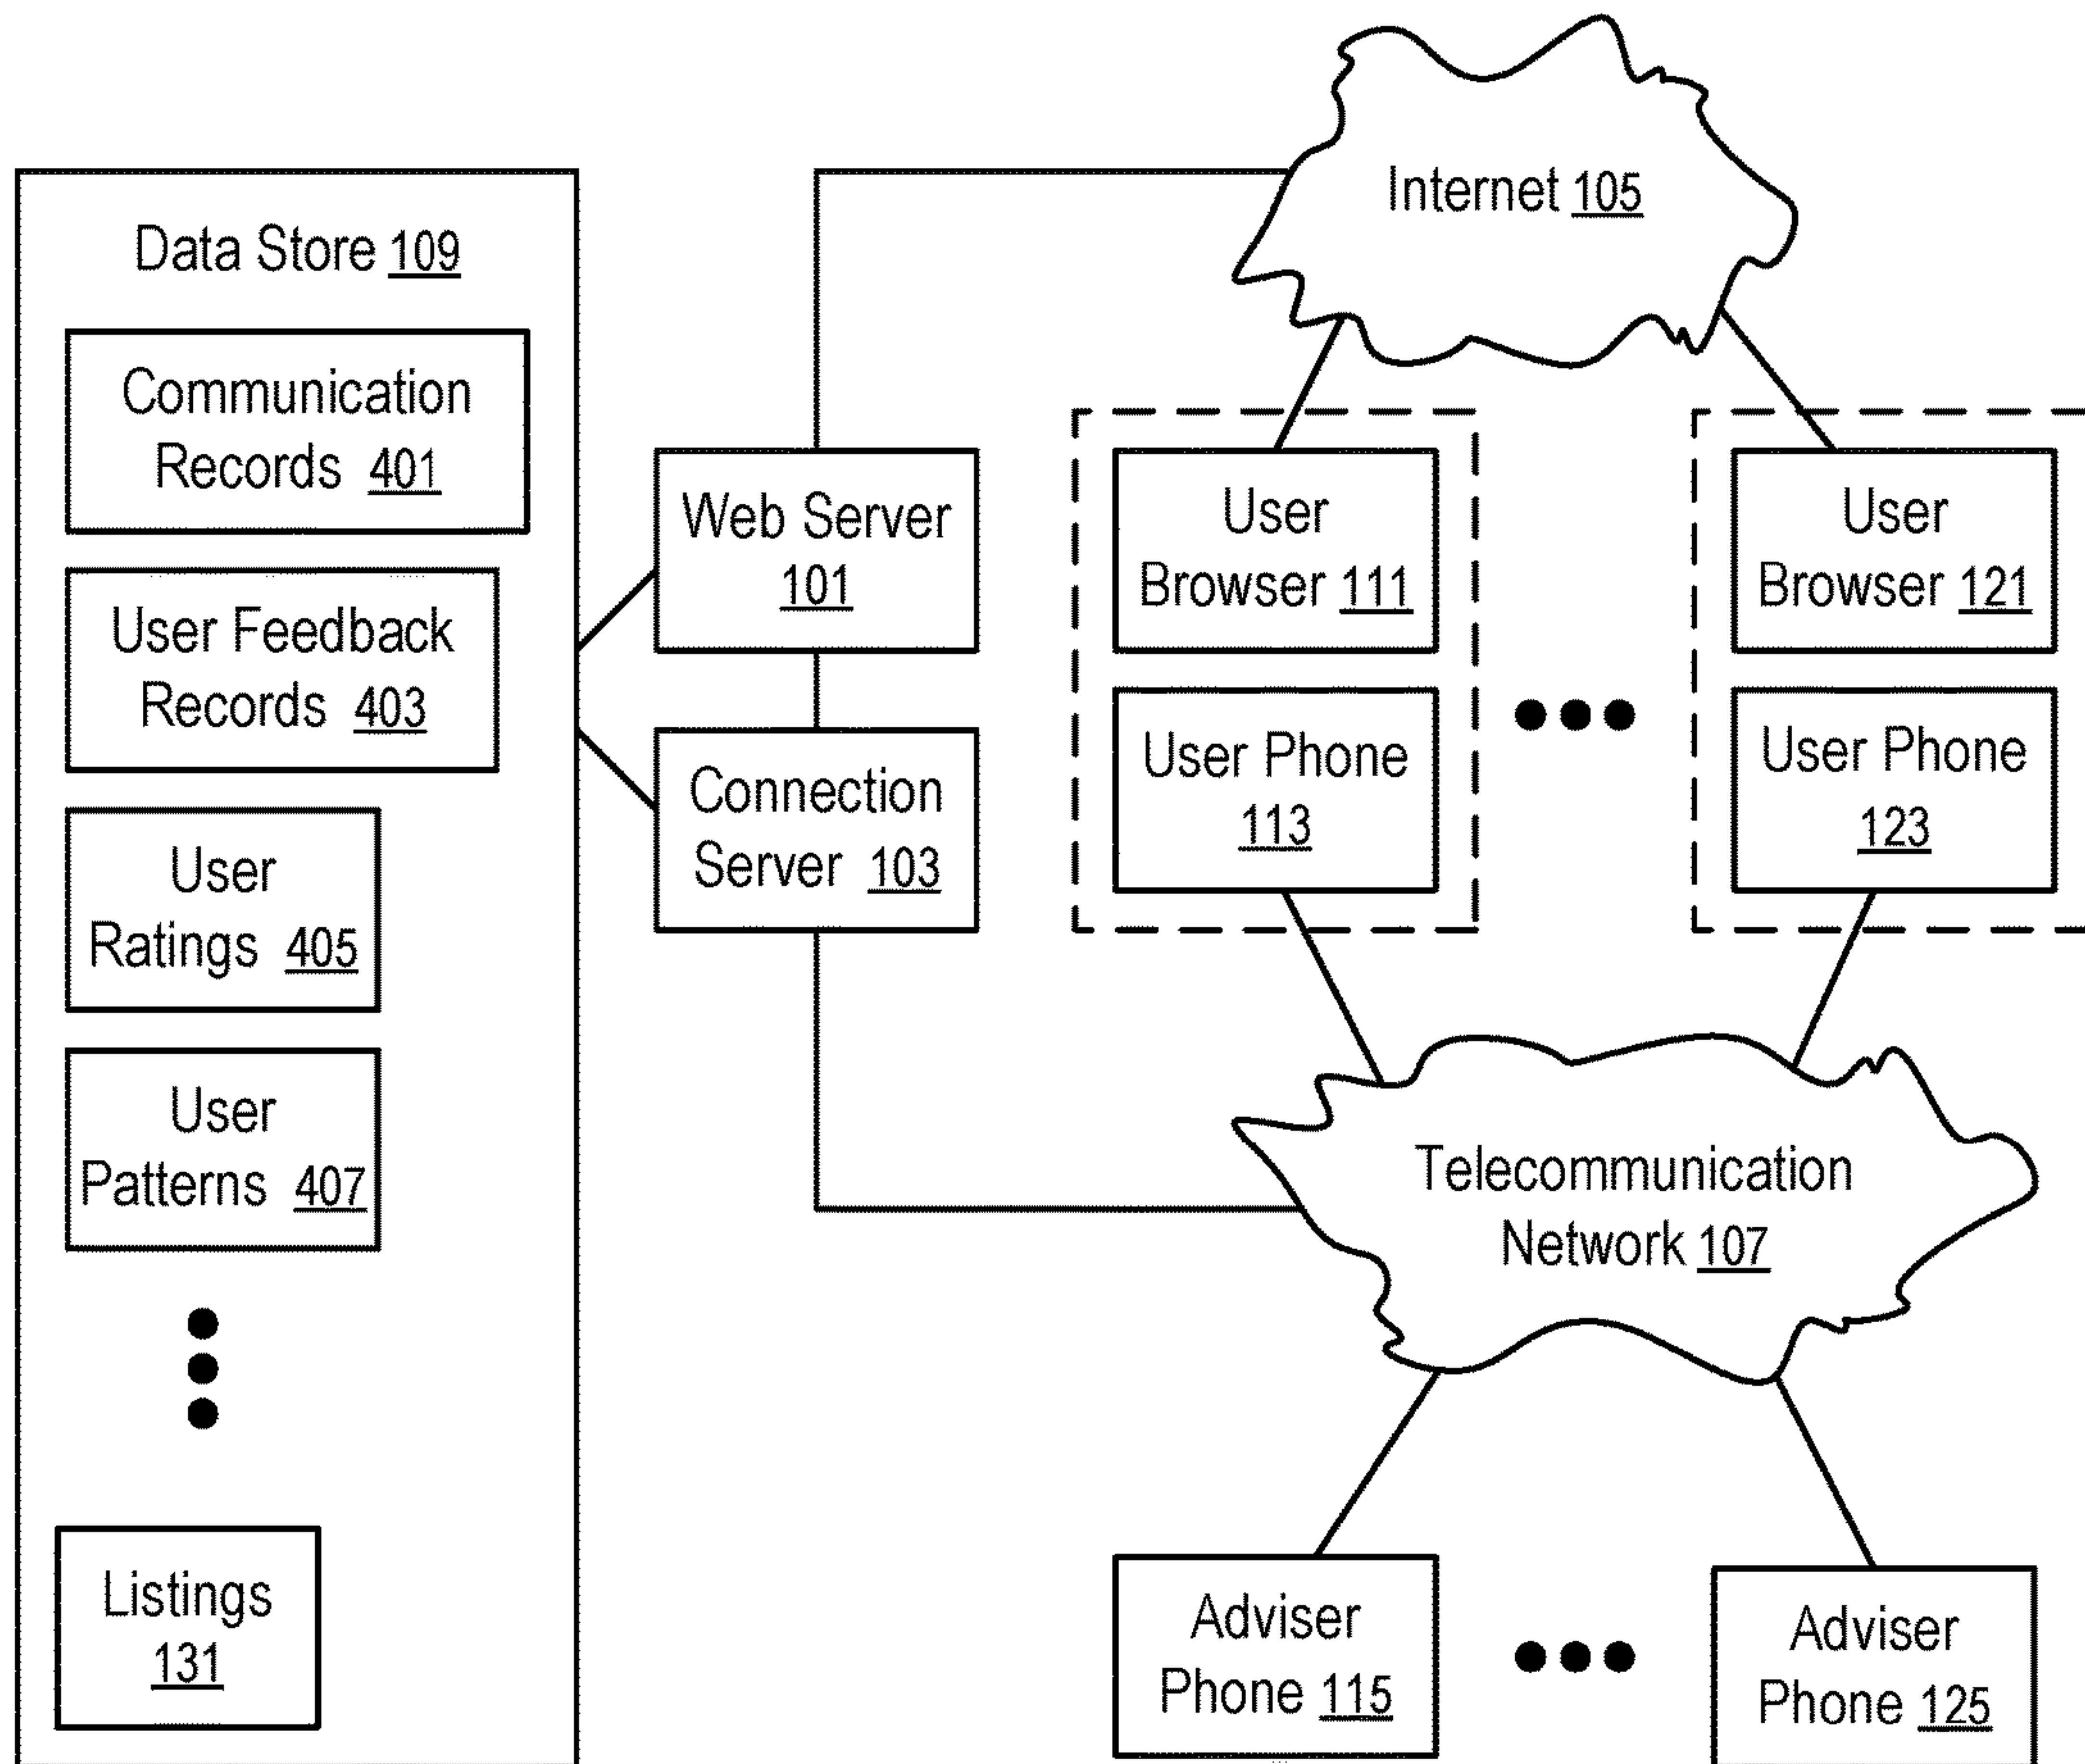 Internet 105
Data Store 109
Communication
Records 401
User Feedback
Records 403
User
Ratings 405
User
Patterns 407
Listings
131
Web Server
101
Connection
Server 103
User
Browser 111
User Phone
113
User
Browser 121
User Phone
123
Telecommunication
Network 107
Adviser
Phone 115
Adviser
Phone 125